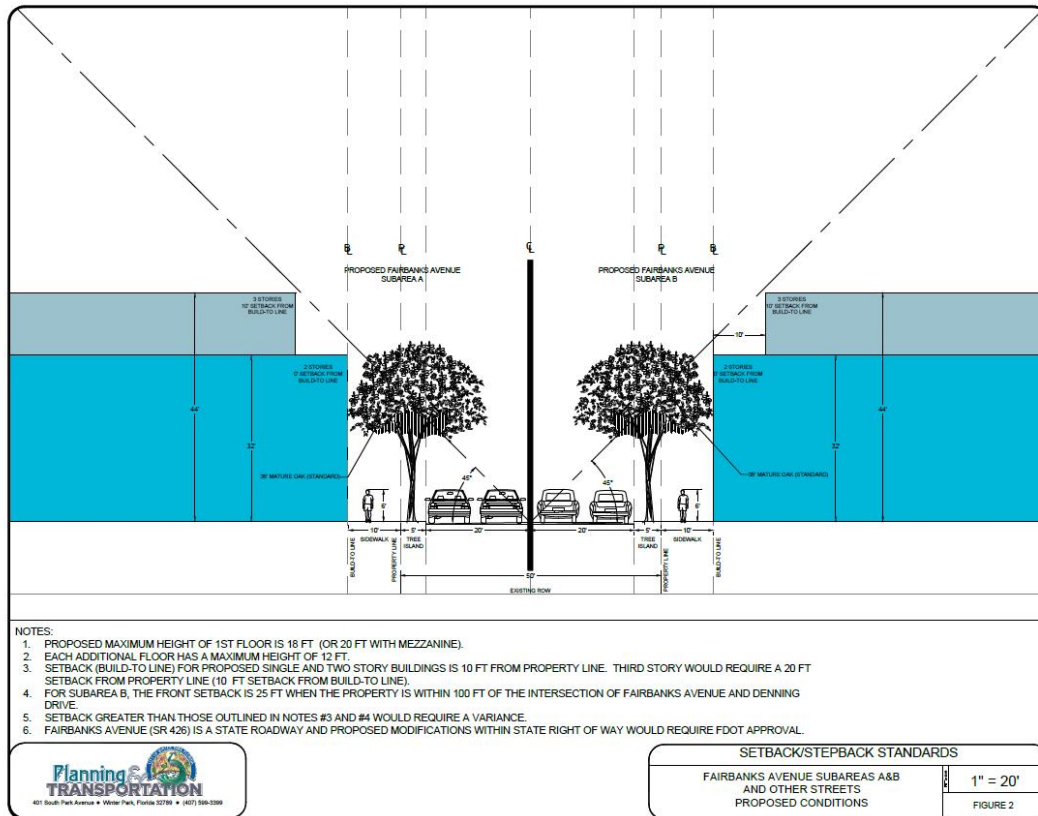 B/L
P/L
C/L
P/L
B/L
PROPOSED FAIRBANKS AVENUE
SUBAREA A
PROPOSED FAIRBANKS AVENUE
SUBAREA B
3 STORIES
10' SETBACK FROM
BUILD-TO LINE
3 STORIES
10' SETBACK FROM
BUILD-TO LINE
10'
2 STORIES
0' SETBACK FROM
BUILD-TO LINE
2 STORIES
0' SETBACK FROM
BUILD-TO LINE
44'
44'
32'
32'
MATURE OAK (STANDARD)
MATURE OAK (STANDARD)
45°
45°
6'
6'
10'
5'
20'
20'
5'
10'
SIDEWALK
TREE
ISLAND
TREE
ISLAND
SIDEWALK
BUILD-TO LINE
PROPERTY LINE
PROPERTY LINE
BUILD-TO LINE
50'
EXISTING ROW
NOTES:
1. PROPOSED MAXIMUM HEIGHT OF 1ST FLOOR IS 18 FT (OR 20 FT WITH MEZZANINE).
2. EACH ADDITIONAL FLOOR HAS A MAXIMUM HEIGHT OF 12 FT.
3. SETBACK (BUILD-TO LINE) FOR PROPOSED SINGLE AND TWO STORY BUILDINGS IS 10 FT FROM PROPERTY LINE. THIRD STORY WOULD REQUIRE A 20 FT
SETBACK FROM PROPERTY LINE (10 FT SETBACK FROM BUILD-TO LINE).
4. FOR SUBAREA B, THE FRONT SETBACK IS 25 FT WHEN THE PROPERTY IS WITHIN 100 FT OF THE INTERSECTION OF FAIRBANKS AVENUE AND DENNING
DRIVE.
5. SETBACK GREATER THAN THOSE OUTLINED IN NOTES #3 AND #4 WOULD REQUIRE A VARIANCE.
6. FAIRBANKS AVENUE (SR 426) IS A STATE ROADWAY AND PROPOSED MODIFICATIONS WITHIN STATE RIGHT OF WAY WOULD REQUIRE FDOT APPROVAL.
Planning &
TRANSPORTATION
401 South Park Avenue • Winter Park, Florida 32789 • (407) 599-3399
SETBACK/STEPBACK STANDARDS
FAIRBANKS AVENUE SUBAREAS A&B
AND OTHER STREETS
PROPOSED CONDITIONS
1" = 20'
FIGURE 2